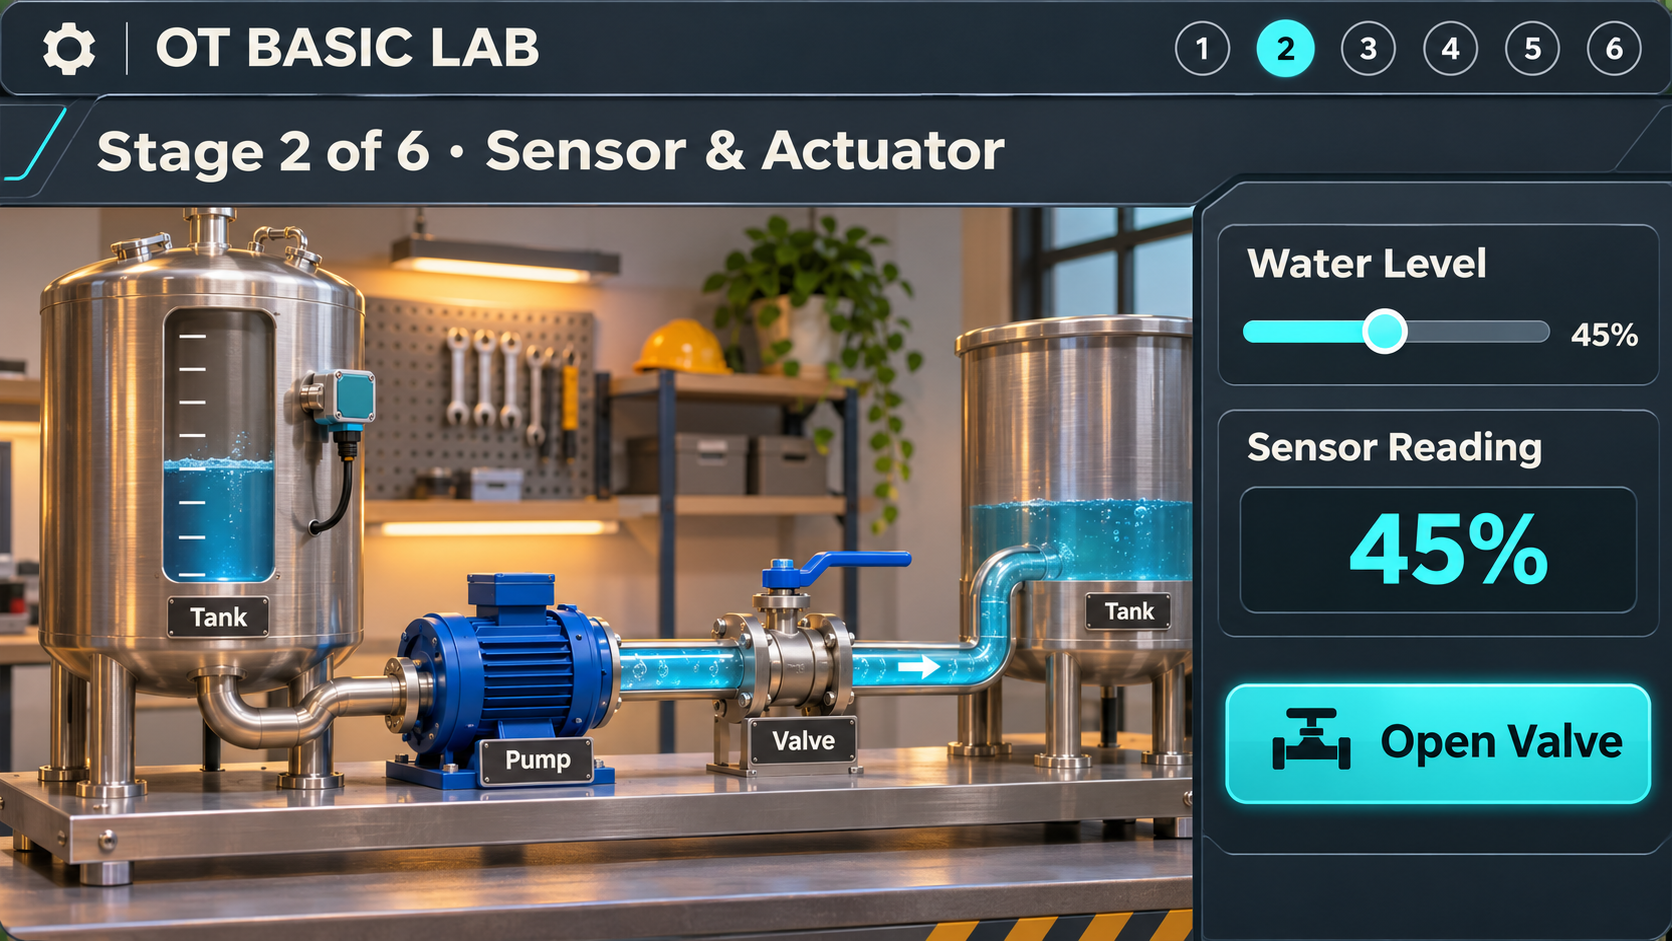 OT BASIC LAB
1 2 3 4 5 6
Stage 2 of 6 · Sensor & Actuator
Water Level
45%
Sensor Reading
45%
Open Valve
Tank
Tank
Pump
Valve